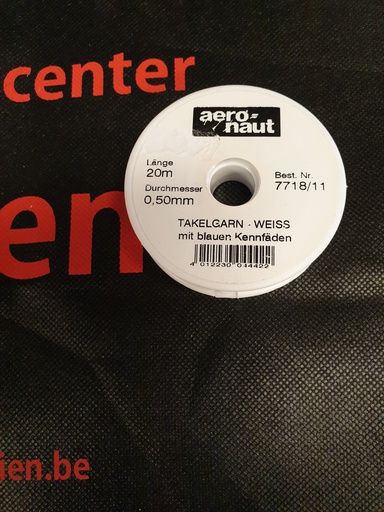 center
aero=
naut
Länge
20m
Best. Nr.
7718/11
Durchmesser
0,50mm
TAKELGARN · WEISS
mit blauen Kennfäden
4 012230 044422
en
ien.be